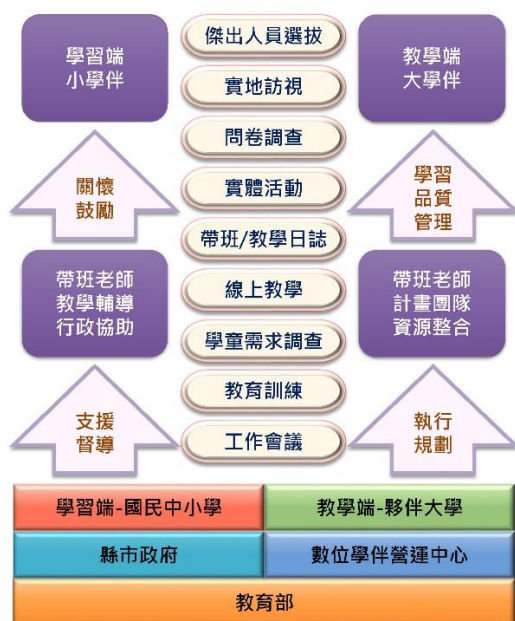 學習端
小學伴
傑出人員選拔
實地訪視
教學端
大學伴
問卷調查
關懷
鼓勵
實體活動
學習
品質
管理
帶班/教學日誌
帶班老師
教學輔導
行政協助
線上教學
學童需求調查
帶班老師
計畫團隊
資源整合
教育訓練
支援
督導
工作會議
執行
規劃
學習端-國民中小學
教學端-夥伴大學
縣市政府
數位學伴營運中心
教育部